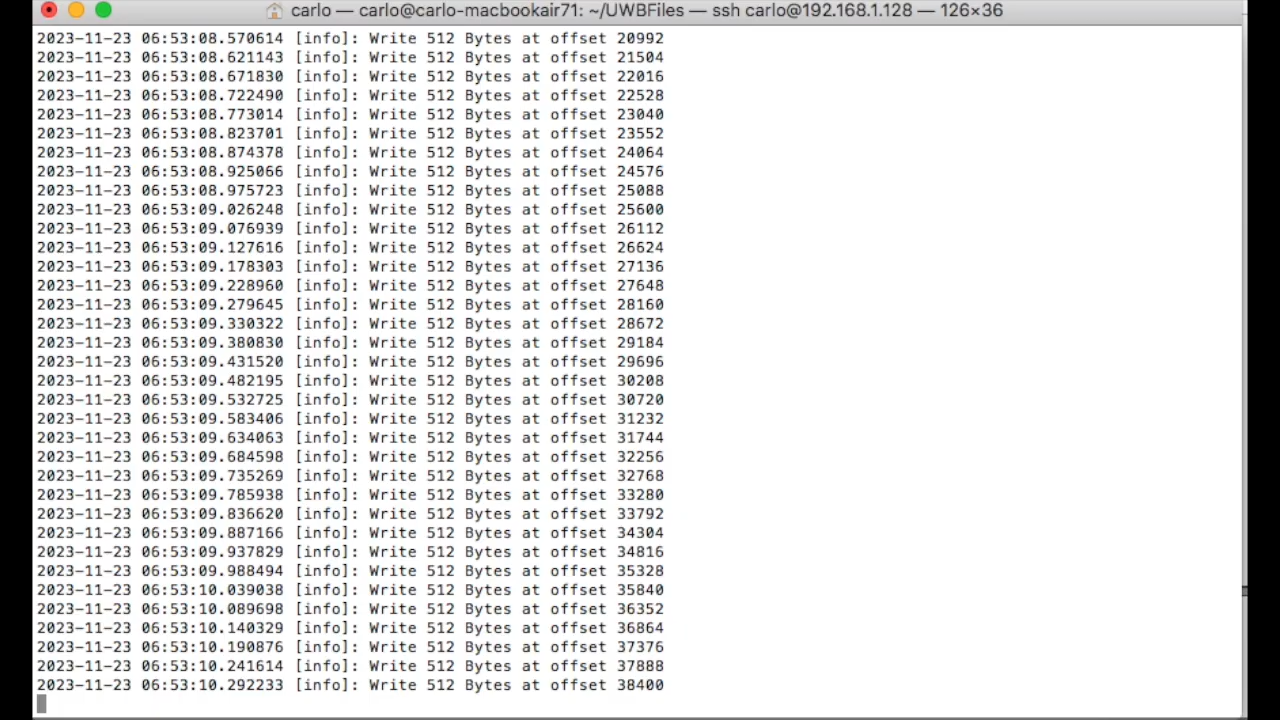 carlo — carlo@carlo-macbookair71: ~/UWBFiles — ssh carlo@192.168.1.128 — 126×36
2023-11-23 06:53:08.570614 [info]: Write 512 Bytes at offset 20992
2023-11-23 06:53:08.621143 [info]: Write 512 Bytes at offset 21504
2023-11-23 06:53:08.671830 [info]: Write 512 Bytes at offset 22016
2023-11-23 06:53:08.722490 [info]: Write 512 Bytes at offset 22528
2023-11-23 06:53:08.773014 [info]: Write 512 Bytes at offset 23040
2023-11-23 06:53:08.823701 [info]: Write 512 Bytes at offset 23552
2023-11-23 06:53:08.874378 [info]: Write 512 Bytes at offset 24064
2023-11-23 06:53:08.925066 [info]: Write 512 Bytes at offset 24576
2023-11-23 06:53:08.975723 [info]: Write 512 Bytes at offset 25088
2023-11-23 06:53:09.026248 [info]: Write 512 Bytes at offset 25600
2023-11-23 06:53:09.076939 [info]: Write 512 Bytes at offset 26112
2023-11-23 06:53:09.127616 [info]: Write 512 Bytes at offset 26624
2023-11-23 06:53:09.178303 [info]: Write 512 Bytes at offset 27136
2023-11-23 06:53:09.228960 [info]: Write 512 Bytes at offset 27648
2023-11-23 06:53:09.279645 [info]: Write 512 Bytes at offset 28160
2023-11-23 06:53:09.330322 [info]: Write 512 Bytes at offset 28672
2023-11-23 06:53:09.380830 [info]: Write 512 Bytes at offset 29184
2023-11-23 06:53:09.431520 [info]: Write 512 Bytes at offset 29696
2023-11-23 06:53:09.482195 [info]: Write 512 Bytes at offset 30208
2023-11-23 06:53:09.532725 [info]: Write 512 Bytes at offset 30720
2023-11-23 06:53:09.583406 [info]: Write 512 Bytes at offset 31232
2023-11-23 06:53:09.634063 [info]: Write 512 Bytes at offset 31744
2023-11-23 06:53:09.684598 [info]: Write 512 Bytes at offset 32256
2023-11-23 06:53:09.735269 [info]: Write 512 Bytes at offset 32768
2023-11-23 06:53:09.785938 [info]: Write 512 Bytes at offset 33280
2023-11-23 06:53:09.836620 [info]: Write 512 Bytes at offset 33792
2023-11-23 06:53:09.887166 [info]: Write 512 Bytes at offset 34304
2023-11-23 06:53:09.937829 [info]: Write 512 Bytes at offset 34816
2023-11-23 06:53:09.988494 [info]: Write 512 Bytes at offset 35328
2023-11-23 06:53:10.039038 [info]: Write 512 Bytes at offset 35840
2023-11-23 06:53:10.089698 [info]: Write 512 Bytes at offset 36352
2023-11-23 06:53:10.140329 [info]: Write 512 Bytes at offset 36864
2023-11-23 06:53:10.190876 [info]: Write 512 Bytes at offset 37376
2023-11-23 06:53:10.241614 [info]: Write 512 Bytes at offset 37888
2023-11-23 06:53:10.292233 [info]: Write 512 Bytes at offset 38400